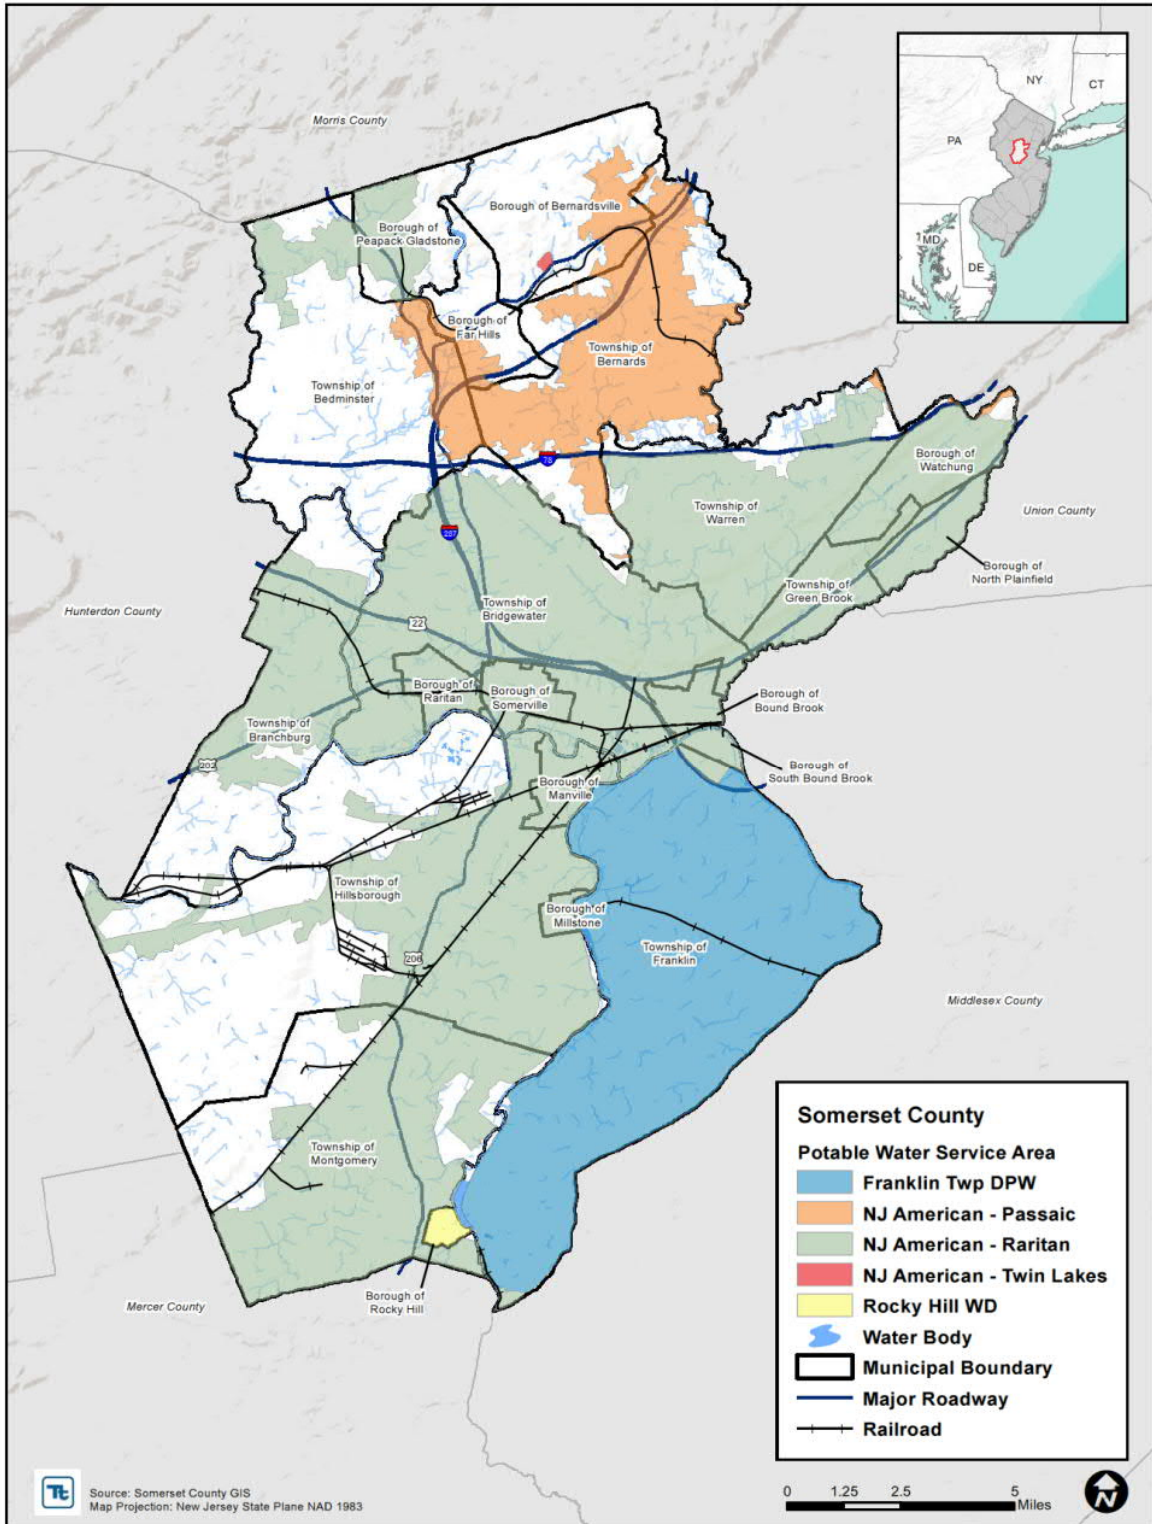 Morris County
NY
CT
PA
MD
DE
Borough of Bernardsville
Borough of
Peapack Gladstone
Borough of
Far Hills
Township of
Bernards
Township of
Bedminster
78
Borough of
Watchung
Township of
Warren
Union County
287
Borough of
North Plainfield
Township of
Green Brook
Hunterdon County
Township of
Bridgewater
22
Borough of
Raritan
Borough of
Somerville
Borough of
Bound Brook
Township of
Branchburg
202
Borough of
South Bound Brook
Borough of
Manville
Township of
Hillsborough
Borough of
Millstone
Township of
Franklin
206
Middlesex County
Township of
Montgomery
Mercer County
Borough of
Rocky Hill
Somerset County
Potable Water Service Area
Franklin Twp DPW
NJ American - Passaic
NJ American - Raritan
NJ American - Twin Lakes
Rocky Hill WD
Water Body
Municipal Boundary
Major Roadway
Railroad
Tt
Source: Somerset County GIS
Map Projection: New Jersey State Plane NAD 1983
0 1.25 2.5 5
Miles
N